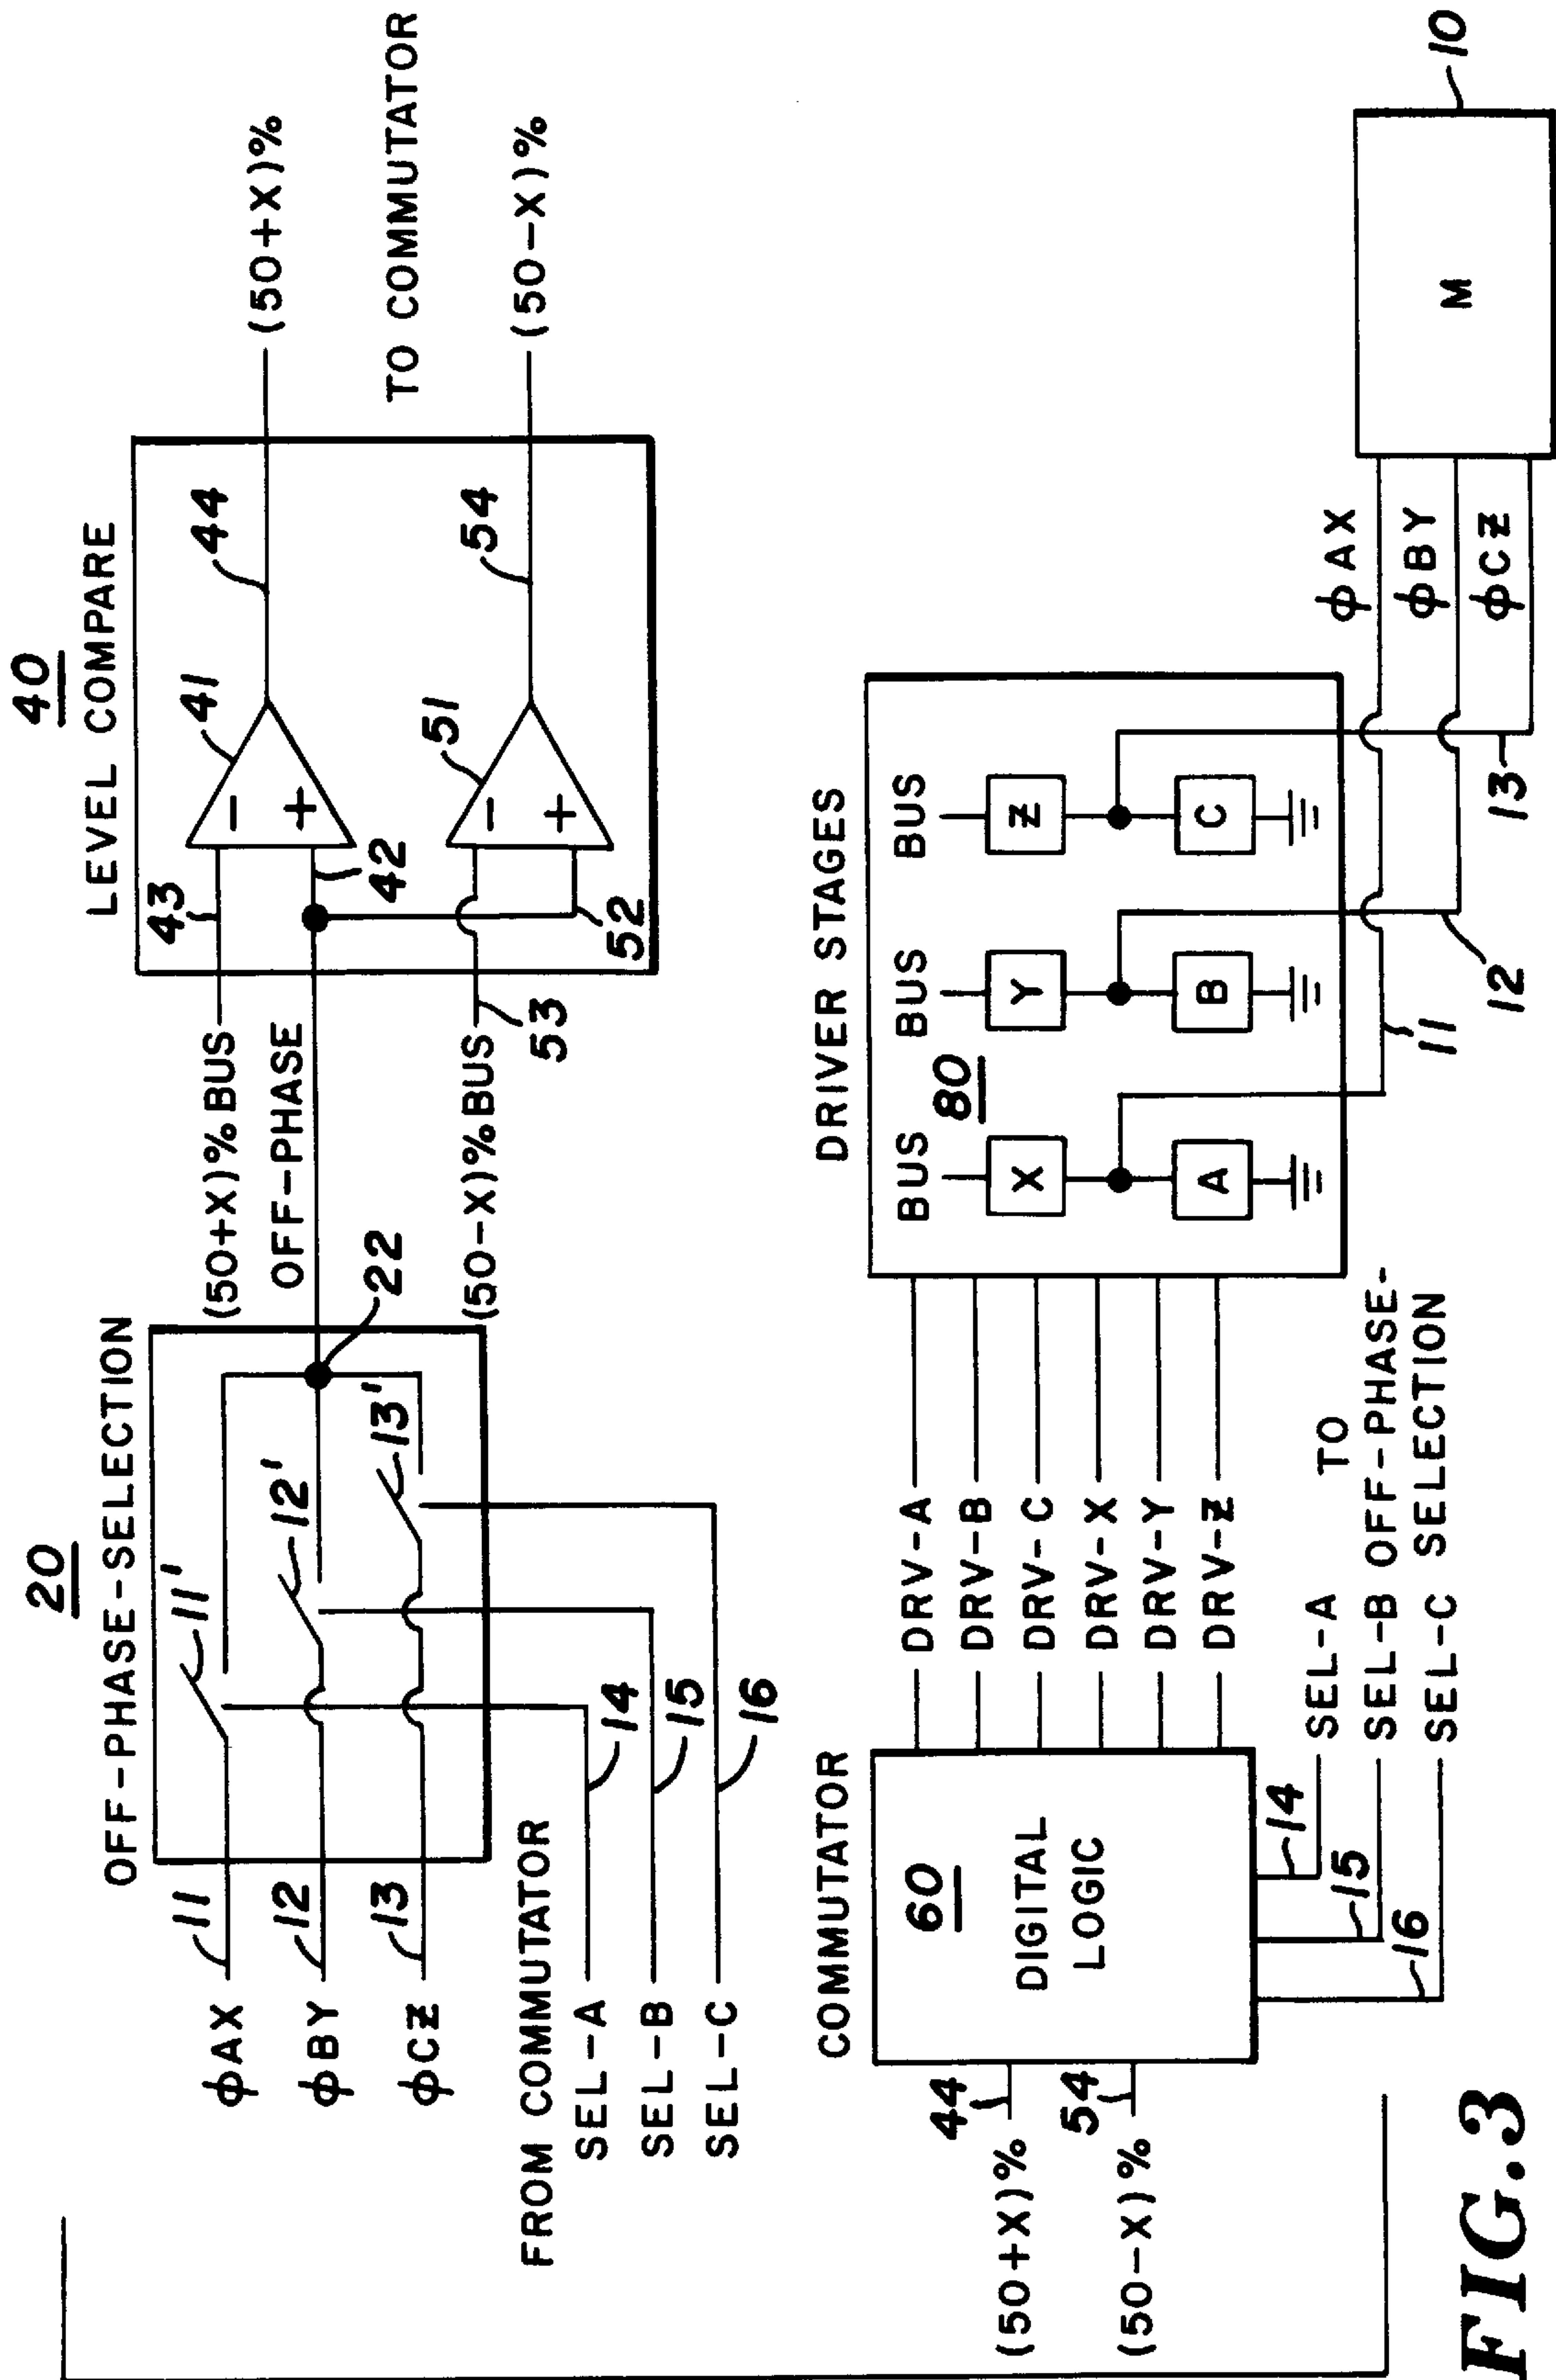 20
OFF-PHASE-SELECTION
11'
12'
13'
22
ϕAX
11
ϕBY
12
ϕCZ
13
FROM COMMUTATOR
SEL-A
14
SEL-B
15
SEL-C
16
40
LEVEL COMPARE
(50+X)%BUS
43
OFF-PHASE
42
(50-X)%BUS
53
52
41
- +
51
- +
44
54
(50+X)%
TO COMMUTATOR
(50-X)%
COMMUTATOR
60
DIGITAL
LOGIC
44
(50+X)%
54
(50-X)%
DRV-A
DRV-B
DRV-C
DRV-X
DRV-Y
DRV-Z
14
15
16
SEL-A TO
SEL-B OFF-PHASE-
SEL-C SELECTION
DRIVER STAGES
80
BUS BUS BUS
X Y Z
A B C
11
12
13
ϕAX
ϕBY
ϕCZ
M
10
FIG.3